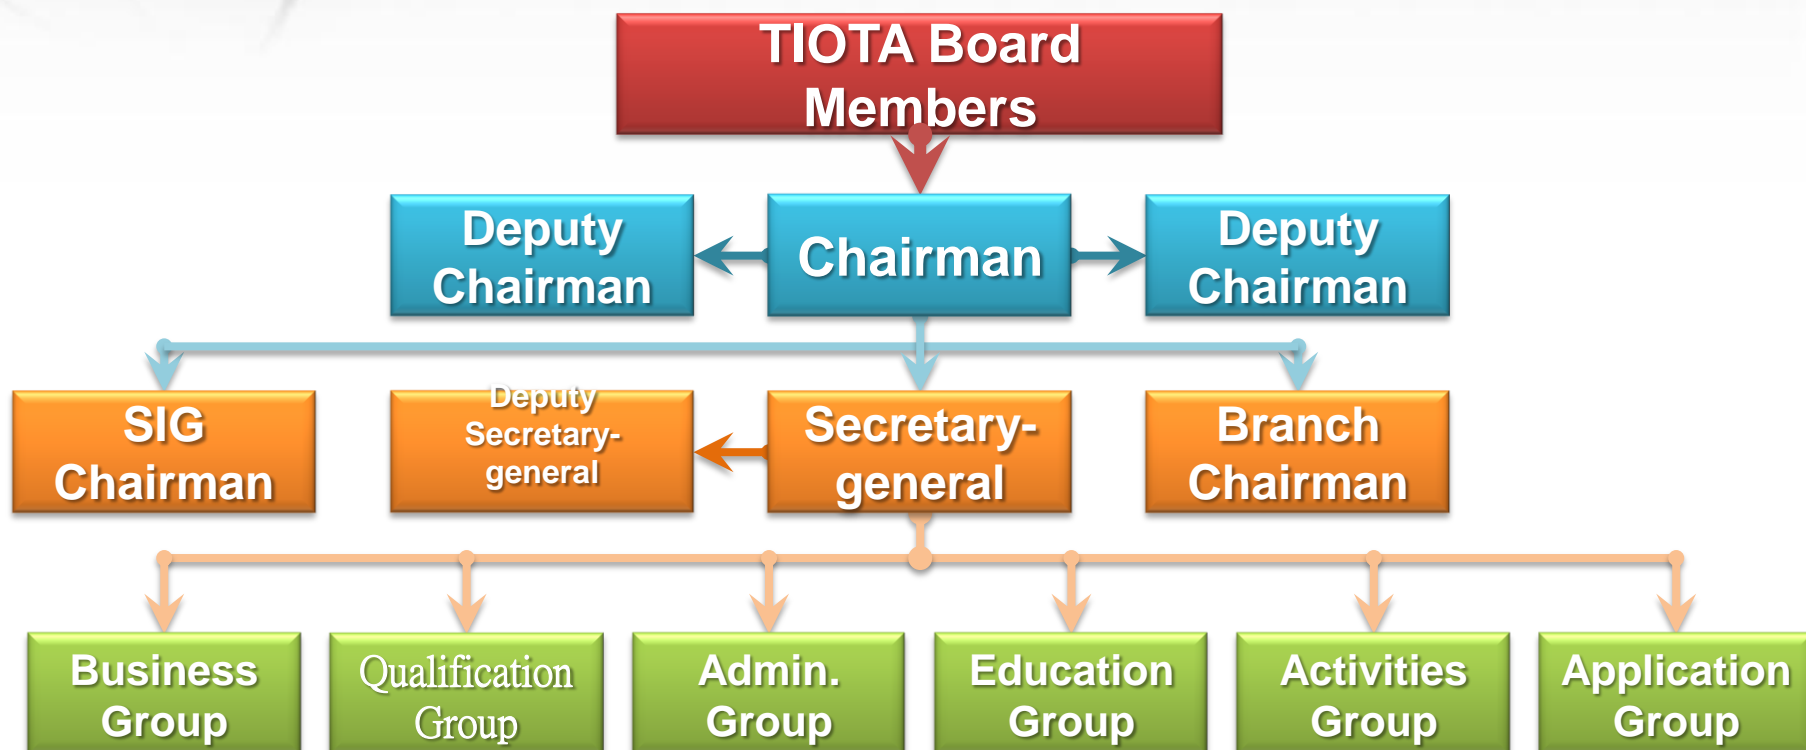 TIOTA Board
Members
Deputy
Chairman
Chairman
Deputy
Chairman
SIG
Chairman
Deputy
Secretary-
general
Secretary-
general
Branch
Chairman
Business
Group
Qualification
Group
Admin.
Group
Education
Group
Activities
Group
Application
Group